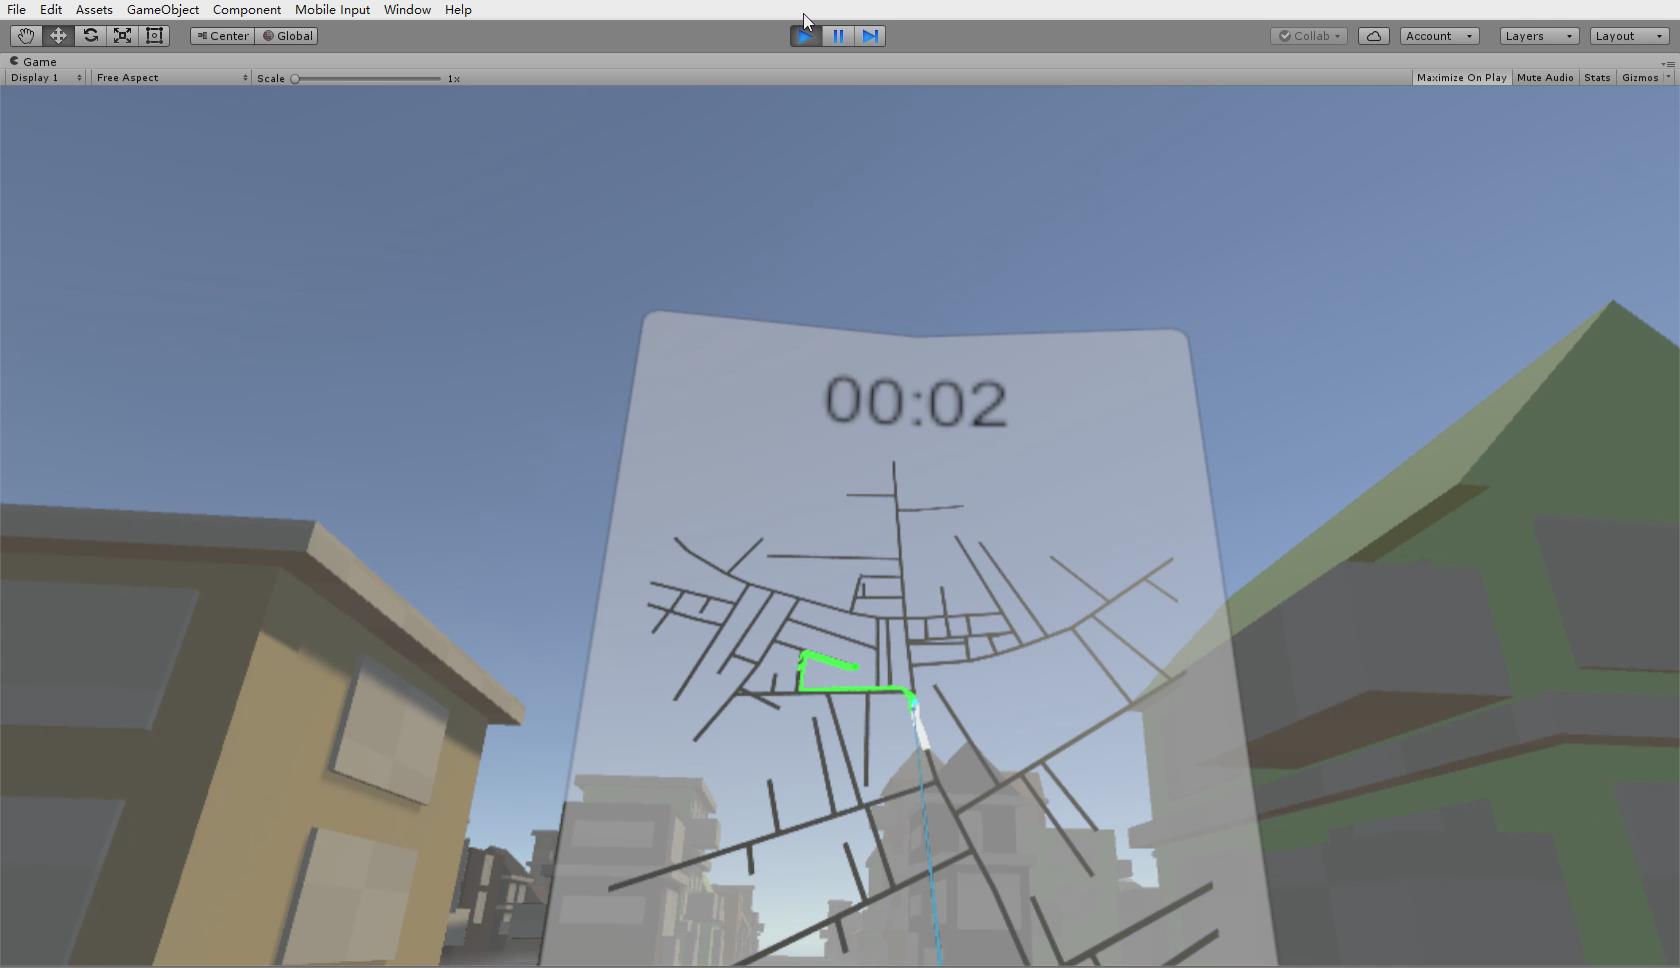 File Edit Assets GameObject Component Mobile Input Window Help
Center Global Collab Account Layers Layout
Game
Display 1 Free Aspect Scale 1x Maximize On Play Mute Audio Stats Gizmos
00:02